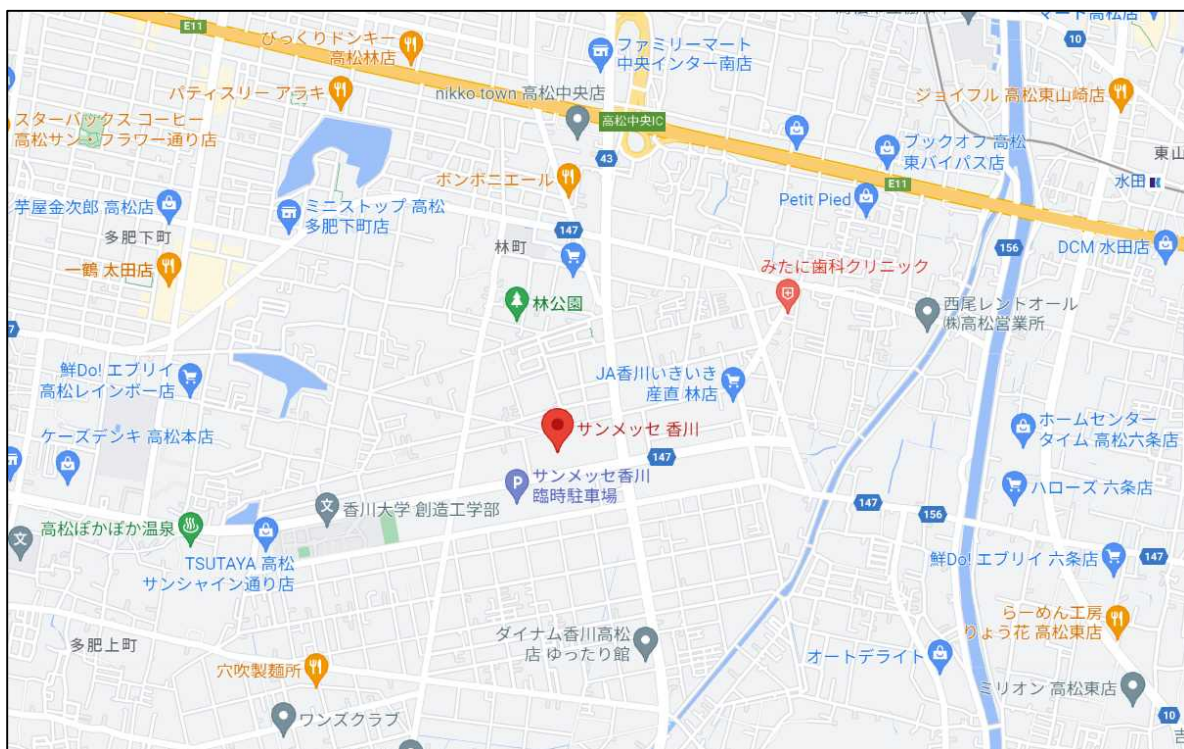 マート高松店
E11
10
びっくりドンキー
高松林店
ファミリーマート
中央インター南店
パティスリー アラキ
nikko town 高松中央店
ジョイフル 高松東山崎店
スターバックス コーヒー
高松サン・フラワー通り店
高松中央IC
ブックオフ 高松
東バイパス店
43
東山
ボンボニエール
E11
水田
芋屋金次郎 高松店
ミニストップ 高松
多肥下町店
Petit Pied
147
多肥下町
林町
156
DCM 水田店
一鶴 太田店
みたに歯科クリニック
林公園
西尾レントオール
㈱高松営業所
鮮Do! エブリイ
高松レインボー店
JA香川いきいき
産直 林店
ケーズデンキ 高松本店
サンメッセ 香川
ホームセンター
タイム 高松六条店
147
サンメッセ香川
臨時駐車場
ハローズ 六条店
香川大学 創造工学部
147
156
高松ぽかぽか温泉
文
文
P
TSUTAYA 高松
サンシャイン通り店
鮮Do! エブリイ 六条店
147
らーめん工房
りょう花 高松東店
多肥上町
ダイナム香川高松
店 ゆったり館
オートデライト
穴吹製麺所
ミリオン 高松東店
ワンズクラブ
10
吉